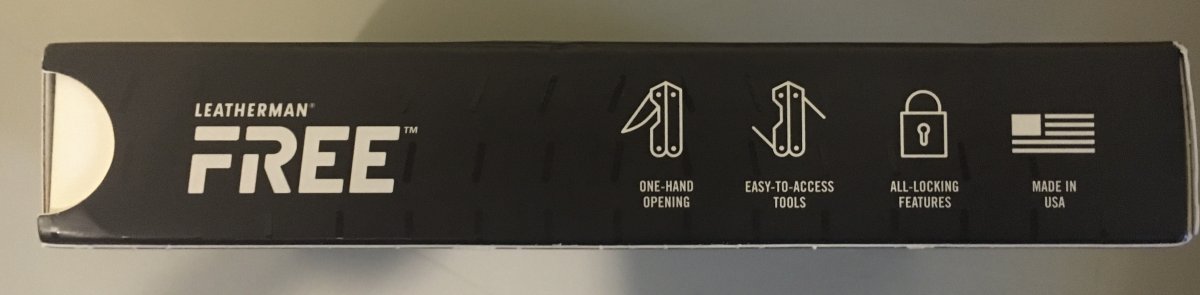 LEATHERMAN®
FREE™
ONE-HAND
OPENING
EASY-TO-ACCESS
TOOLS
ALL-LOCKING
FEATURES
MADE IN
USA